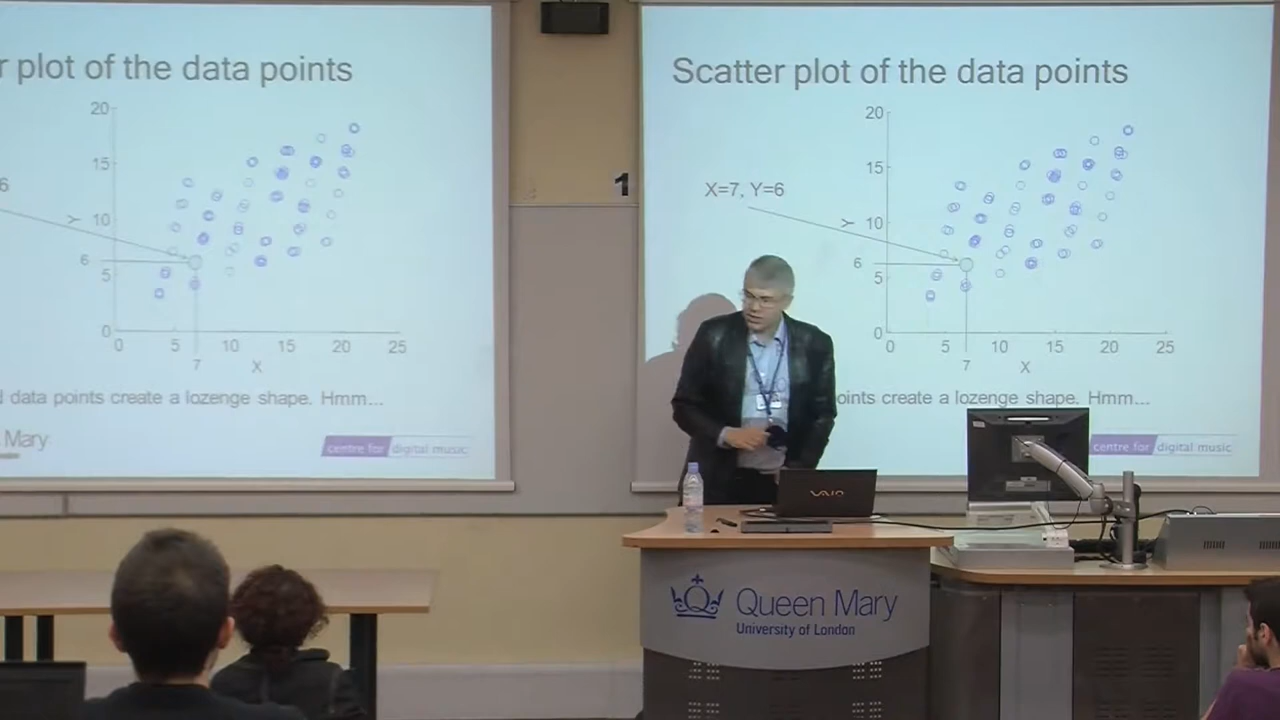 r plot of the data points
20
15
6
10
Y
6
5
0
0 5 10 15 20 25
7
X
data points create a lozenge shape. Hmm...
Mary
centre for digital music
1
Scatter plot of the data points
20
15
X=7, Y=6
10
Y
6
5
0
0 5 10 15 20 25
7
X
oints create a lozenge shape. Hmm...
centre for digital music
VAIO
Queen Mary
University of London